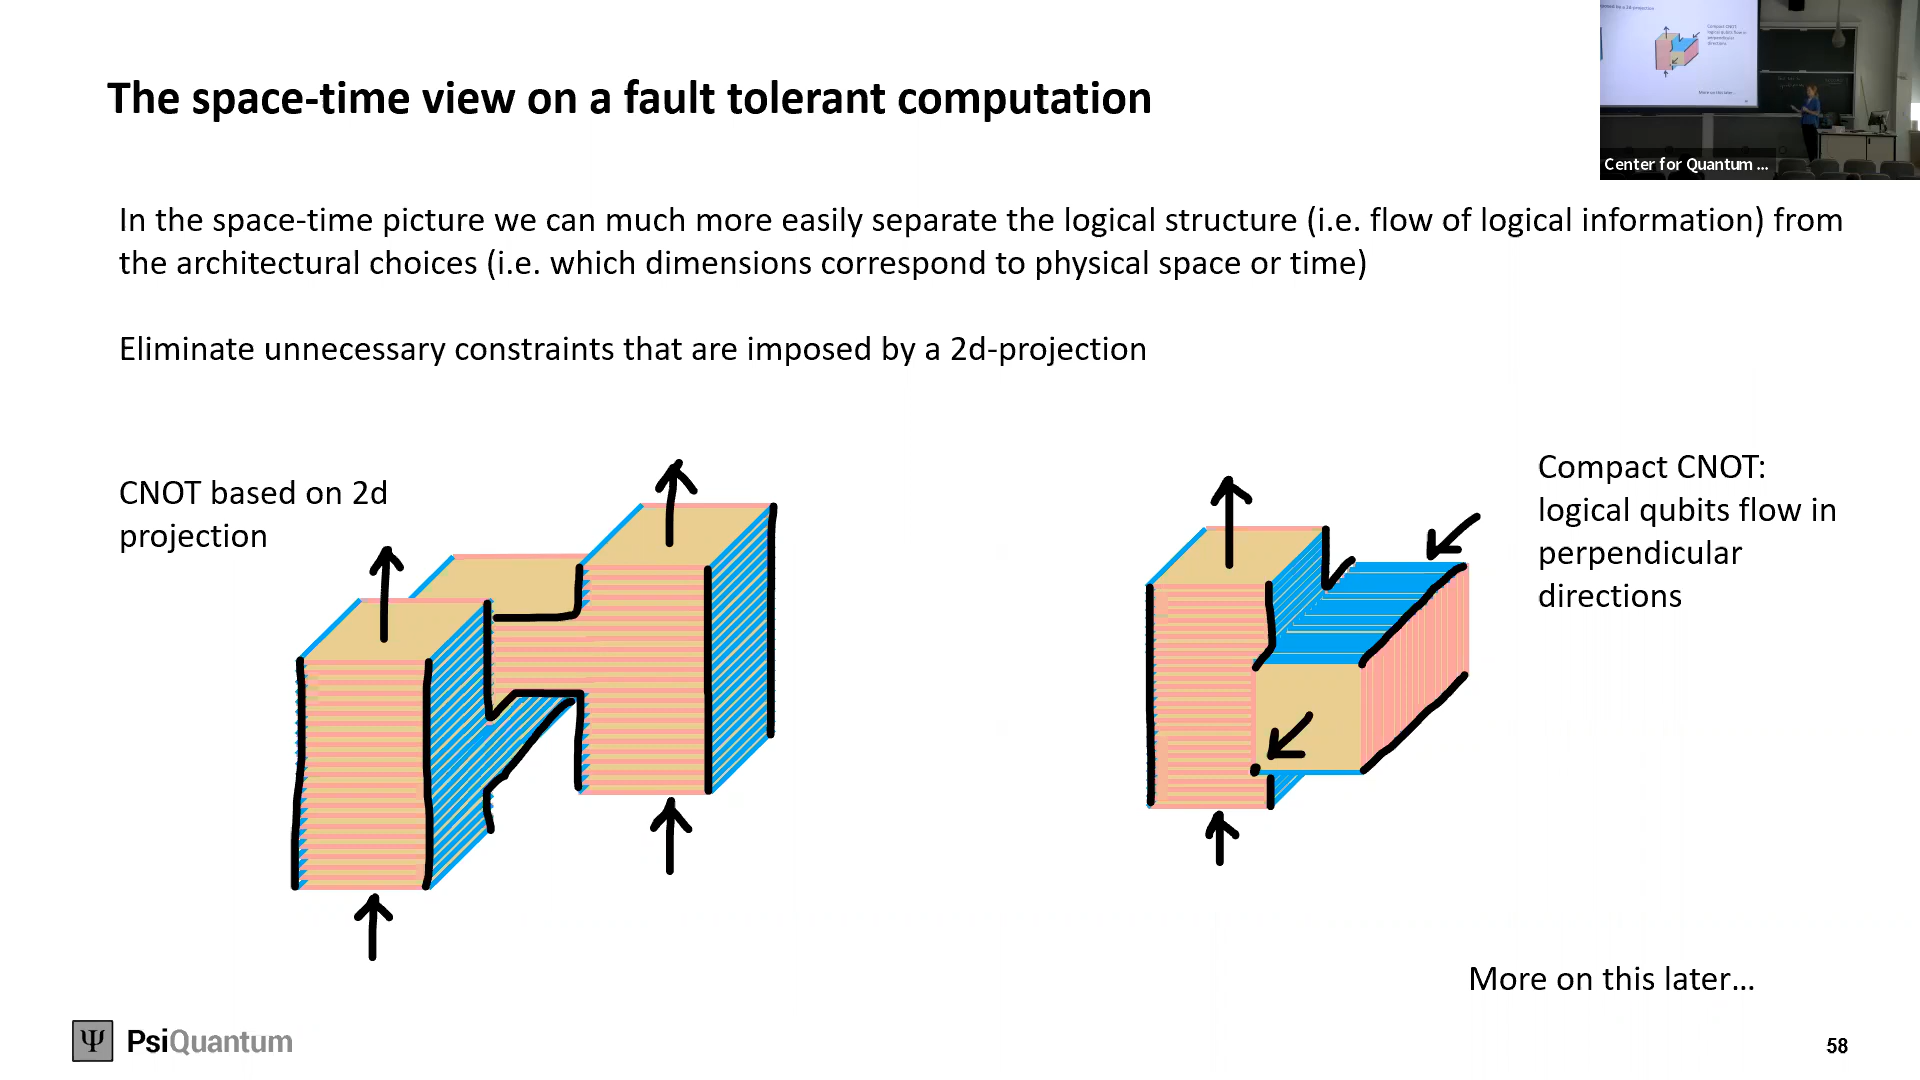 The space-time view on a fault tolerant computation
Center for Quantum ...
In the space-time picture we can much more easily separate the logical structure (i.e. flow of logical information) from
the architectural choices (i.e. which dimensions correspond to physical space or time)
Eliminate unnecessary constraints that are imposed by a 2d-projection
CNOT based on 2d
projection
Compact CNOT:
logical qubits flow in
perpendicular
directions
More on this later…
Ψ PsiQuantum
58